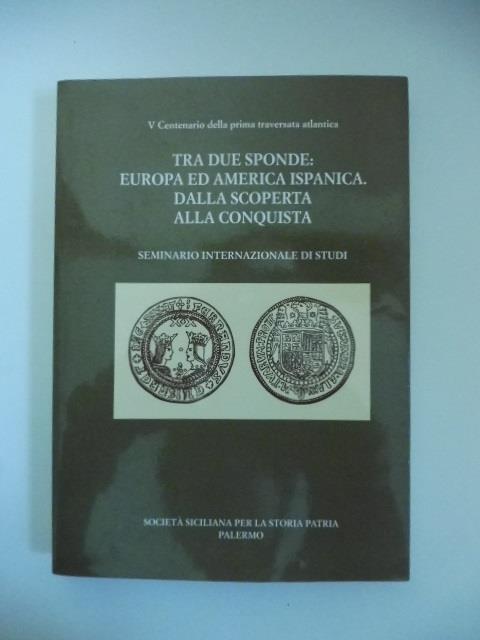 V Centenario della prima traversata atlantica
TRA DUE SPONDE:
EUROPA ED AMERICA ISPANICA.
DALLA SCOPERTA
ALLA CONQUISTA
SEMINARIO INTERNAZIONALE DI STUDI
SOCIETÀ SICILIANA PER LA STORIA PATRIA
PALERMO